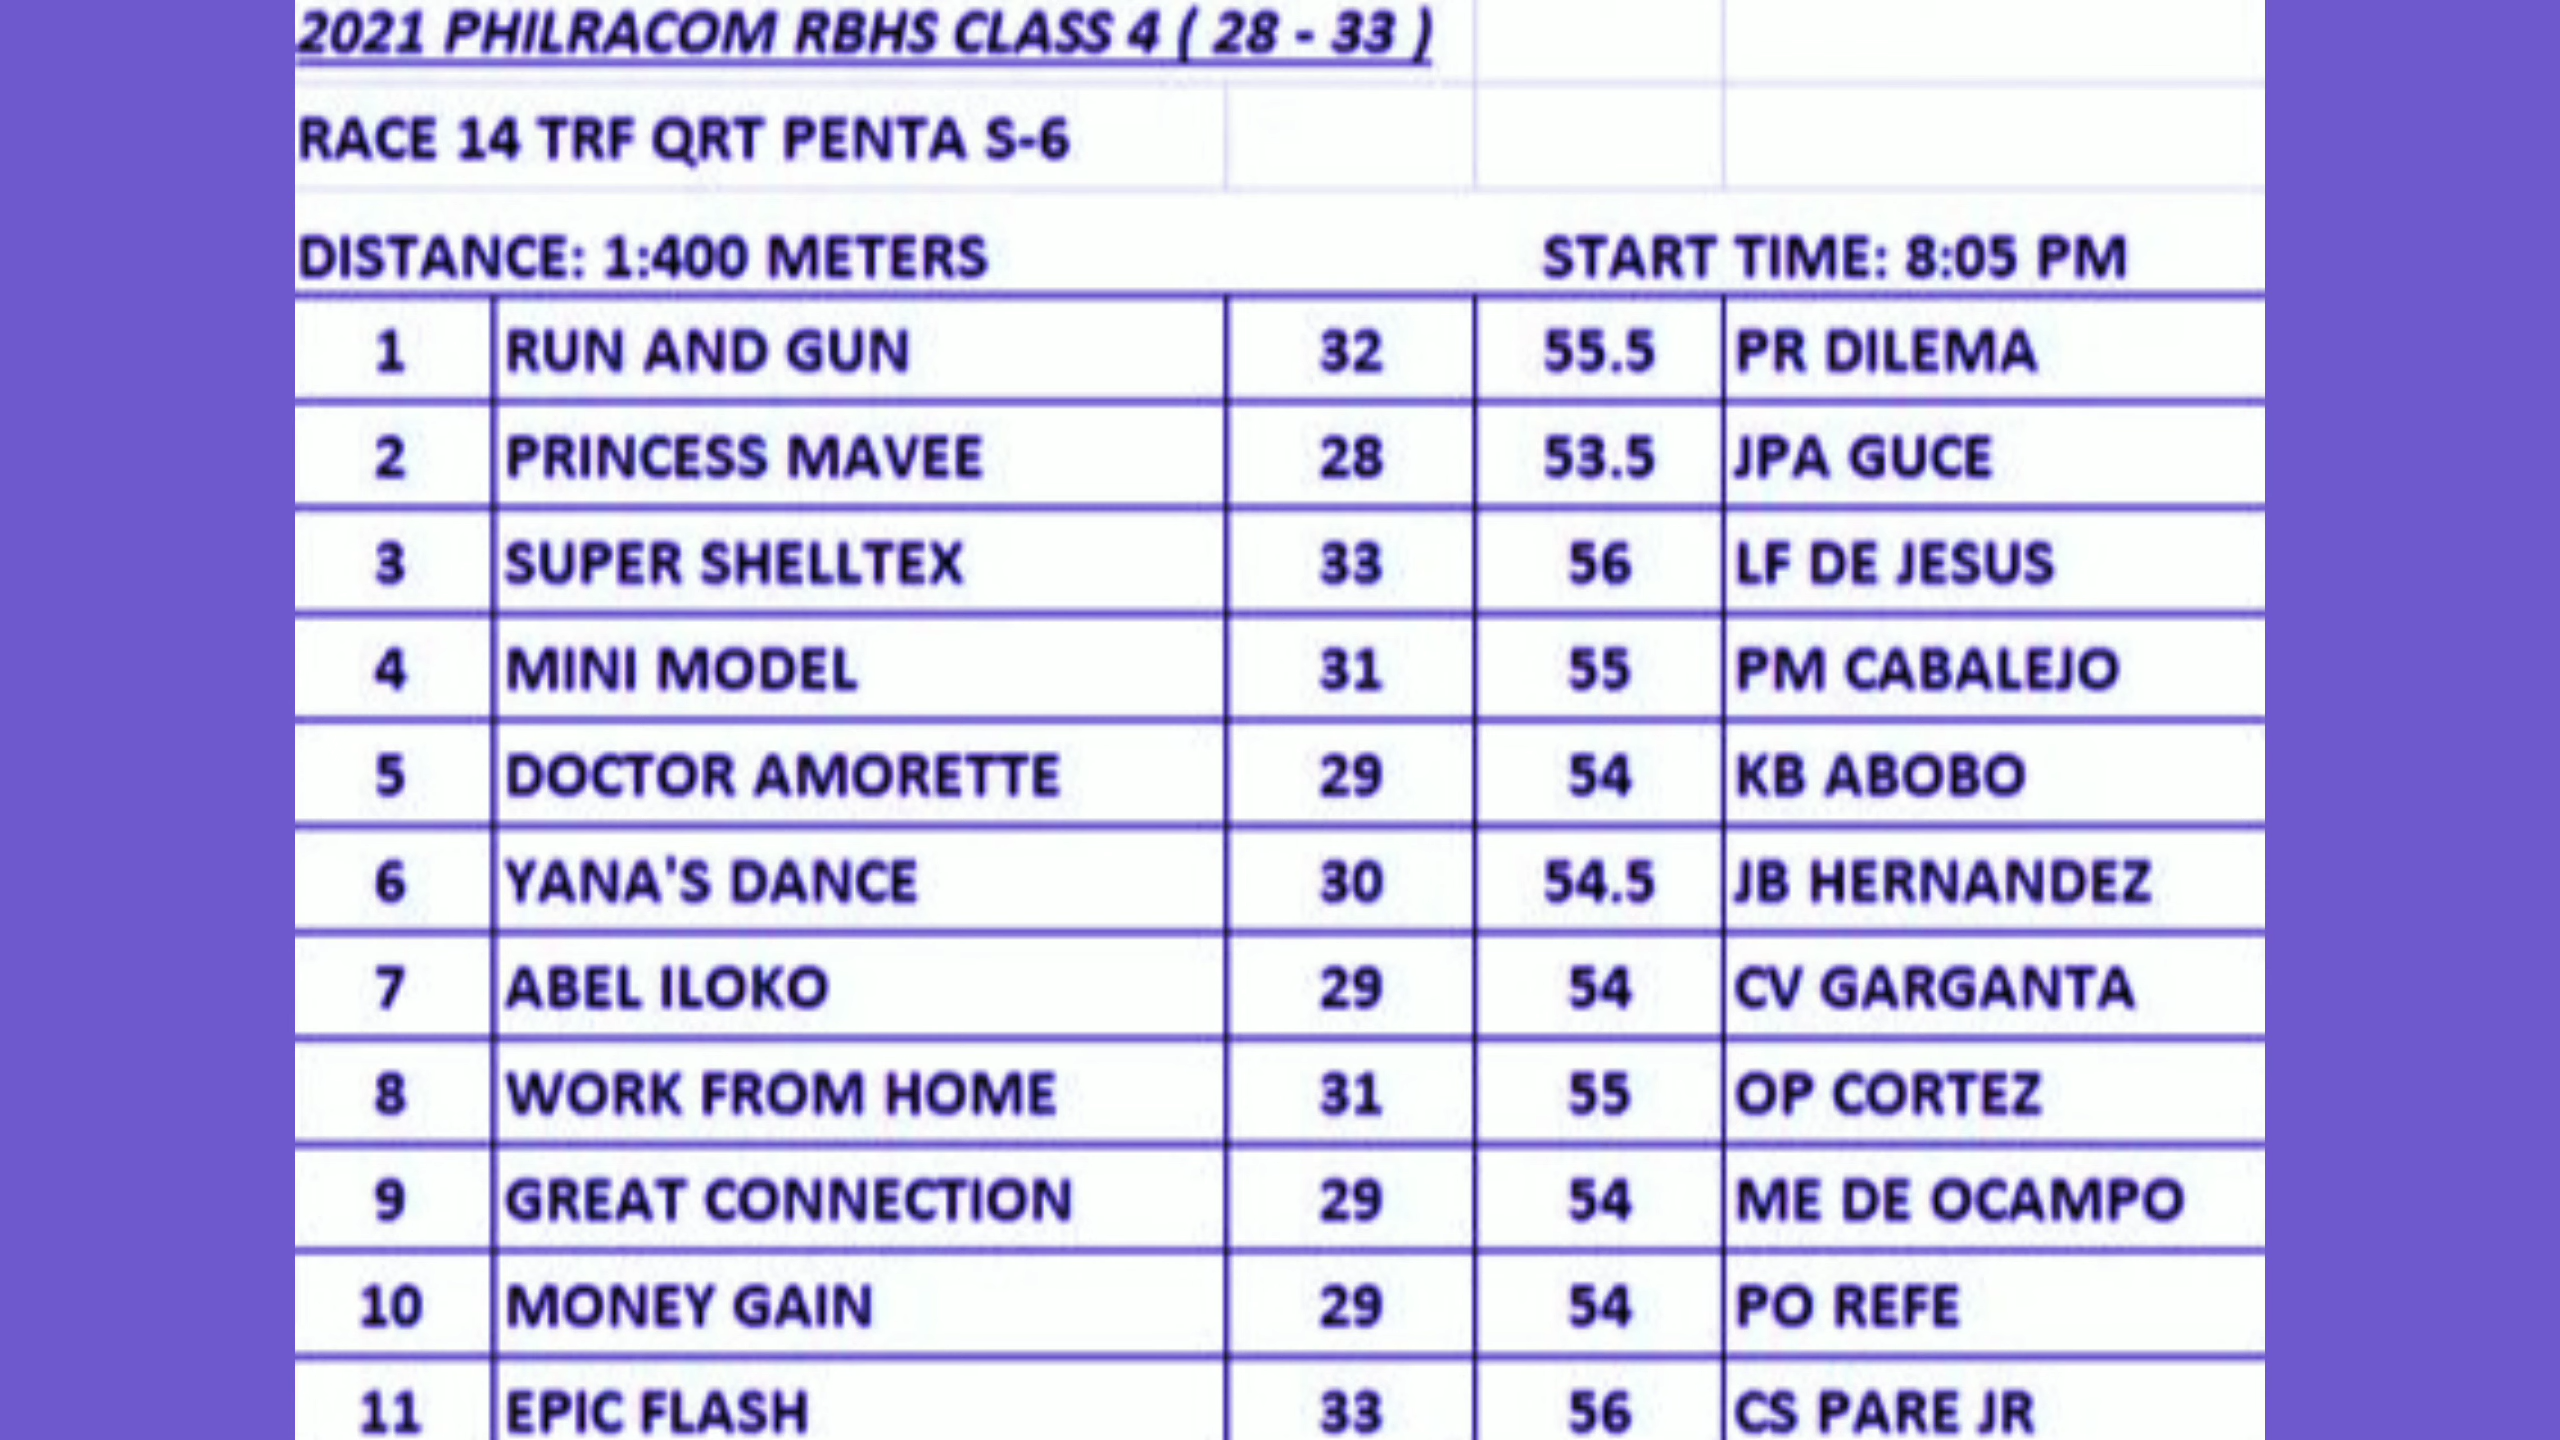 2021 PHILRACOM RBHS CLASS 4 ( 28 - 33 )
RACE 14 TRF QRT PENTA S-6
DISTANCE: 1:400 METERS START TIME: 8:05 PM
1 RUN AND GUN 32 55.5 PR DILEMA
2 PRINCESS MAVEE 28 53.5 JPA GUCE
3 SUPER SHELLTEX 33 56 LF DE JESUS
4 MINI MODEL 31 55 PM CABALEJO
5 DOCTOR AMORETTE 29 54 KB ABOBO
6 YANA'S DANCE 30 54.5 JB HERNANDEZ
7 ABEL ILOKO 29 54 CV GARGANTA
8 WORK FROM HOME 31 55 OP CORTEZ
9 GREAT CONNECTION 29 54 ME DE OCAMPO
10 MONEY GAIN 29 54 PO REFE
11 EPIC FLASH 33 56 CS PARE JR